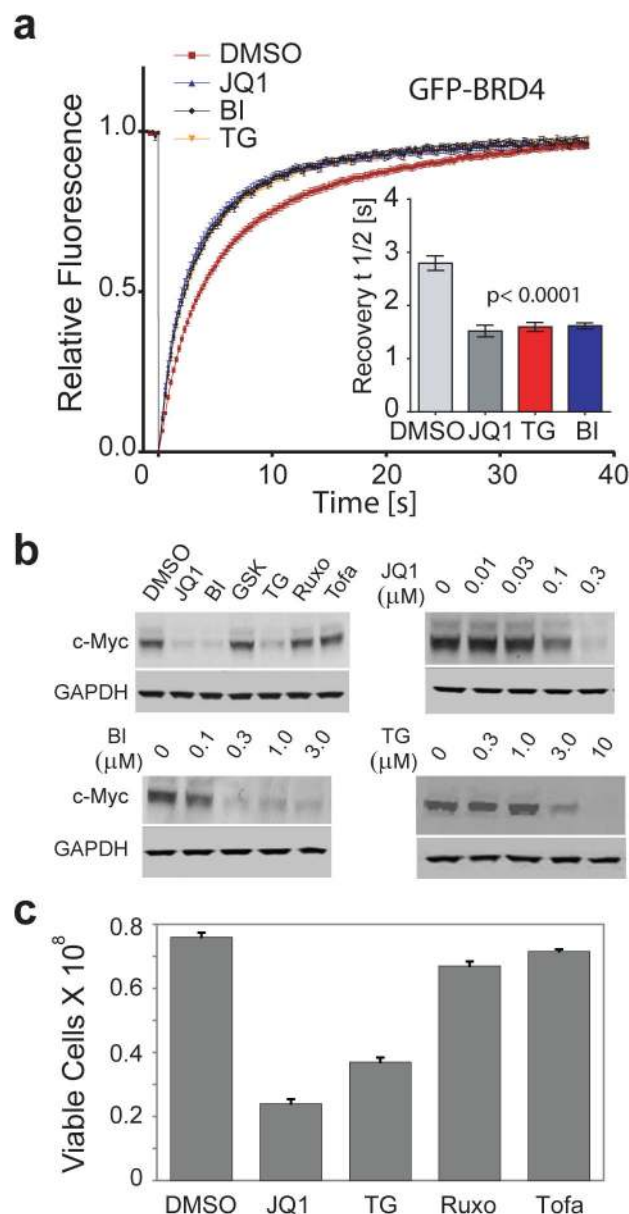 a
DMSO
JQ1
BI
TG
GFP-BRD4
Relative Fluorescence
1.0
0.5
0.0
0
10
20
30
40
Time [s]
Recovery t 1/2 [s]
4
3
2
1
0
p< 0.0001
DMSO JQ1 TG BI
b
DMSO JQ1 BI GSK TG Ruxo Tofa
c-Myc
GAPDH
JQ1
(μM)
0 0.01 0.03 0.1 0.3
BI
(μM)
0 0.1 0.3 1.0 3.0
c-Myc
GAPDH
TG
(μM)
0 0.3 1.0 3.0 10
c
Viable Cells X 10⁸
0.8
0.6
0.4
0.2
0
DMSO JQ1 TG Ruxo Tofa